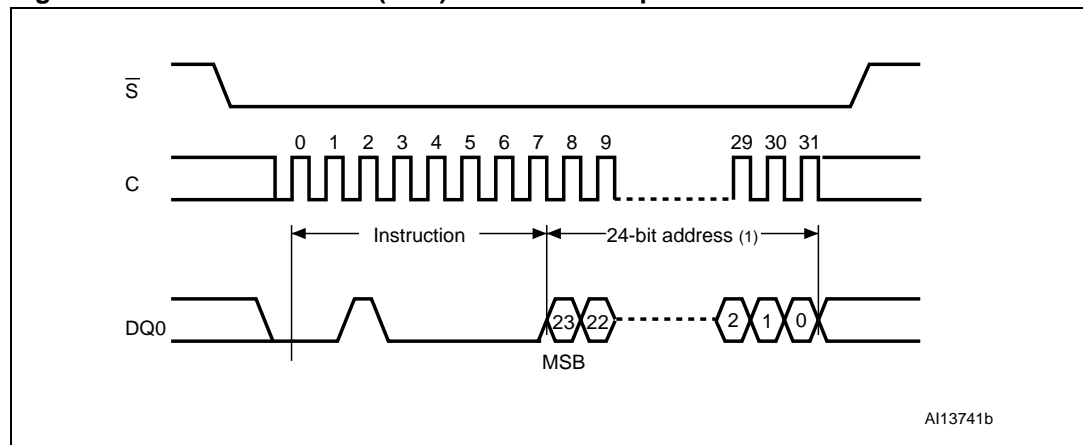 S
0 1 2 3 4 5 6 7 8 9 29 30 31
C
Instruction 24-bit address (1)
DQ0 23 22 2 1 0
MSB
AI13741b